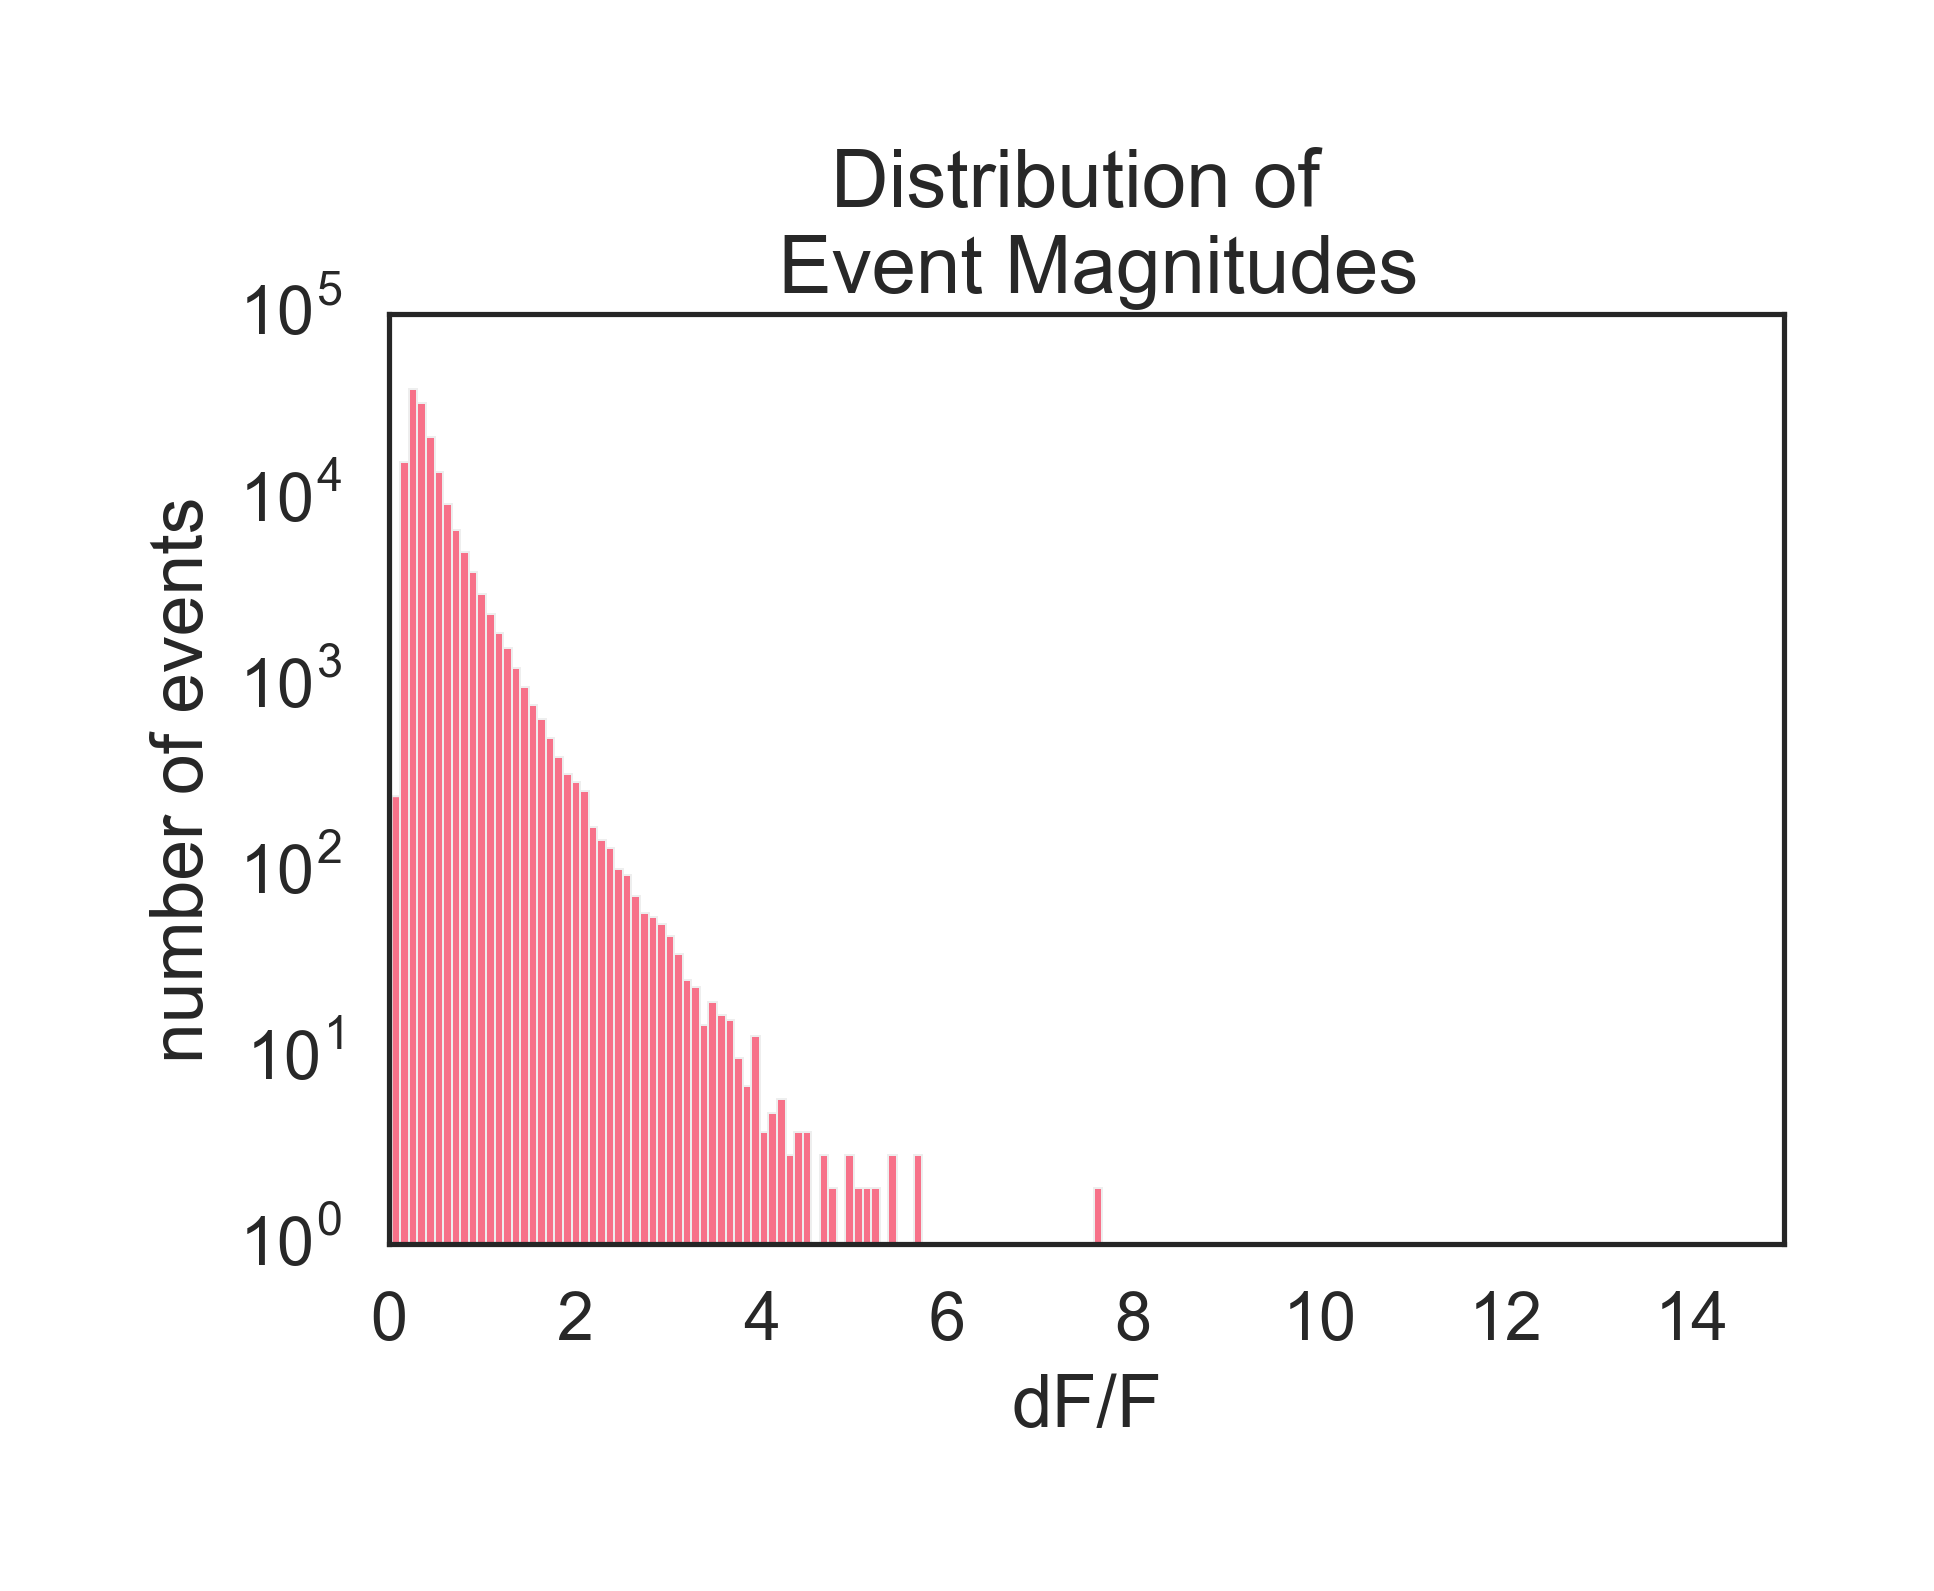 Distribution of
Event Magnitudes
10^5
10^4
10^3
10^2
10^1
10^0
number of events
0 2 4 6 8 10 12 14
dF/F